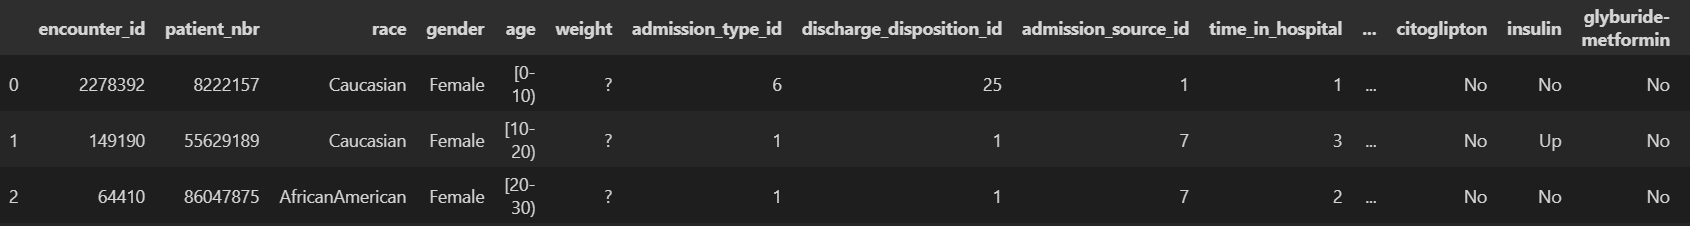 encounter_id patient_nbr race gender age weight admission_type_id discharge_disposition_id admission_source_id time_in_hospital ... citoglipton insulin glyburide-
metformin
0 2278392 8222157 Caucasian Female [0-
10) ? 6 25 1 1 ... No No No
1 149190 55629189 Caucasian Female [10-
20) ? 1 1 7 3 ... No Up No
2 64410 86047875 AfricanAmerican Female [20-
30) ? 1 1 7 2 ... No No No